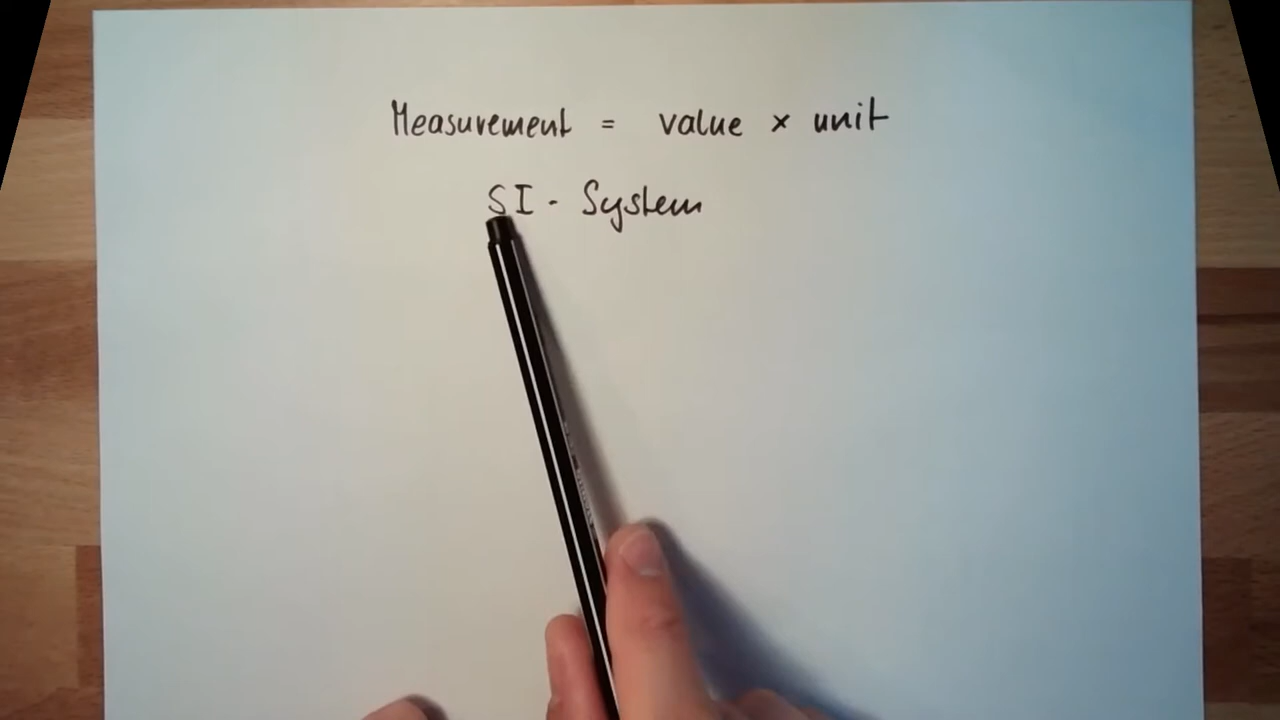 Measurement = value × unit
SI - System